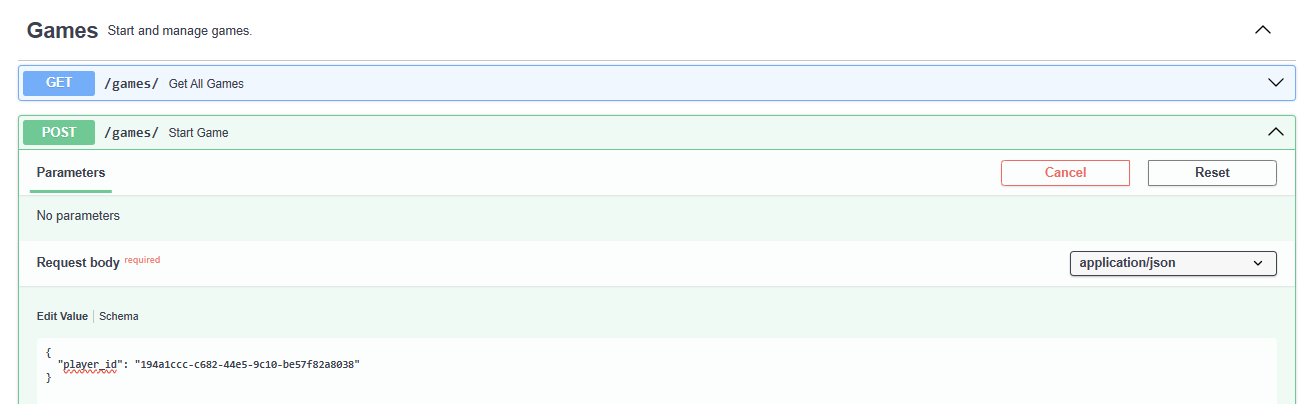 Games Start and manage games.
GET /games/ Get All Games
POST /games/ Start Game
Parameters Cancel Reset
No parameters
Request body required application/json
Edit Value | Schema
{
"player_id": "194a1ccc-c682-44e5-9c10-be57f82a8038"
}